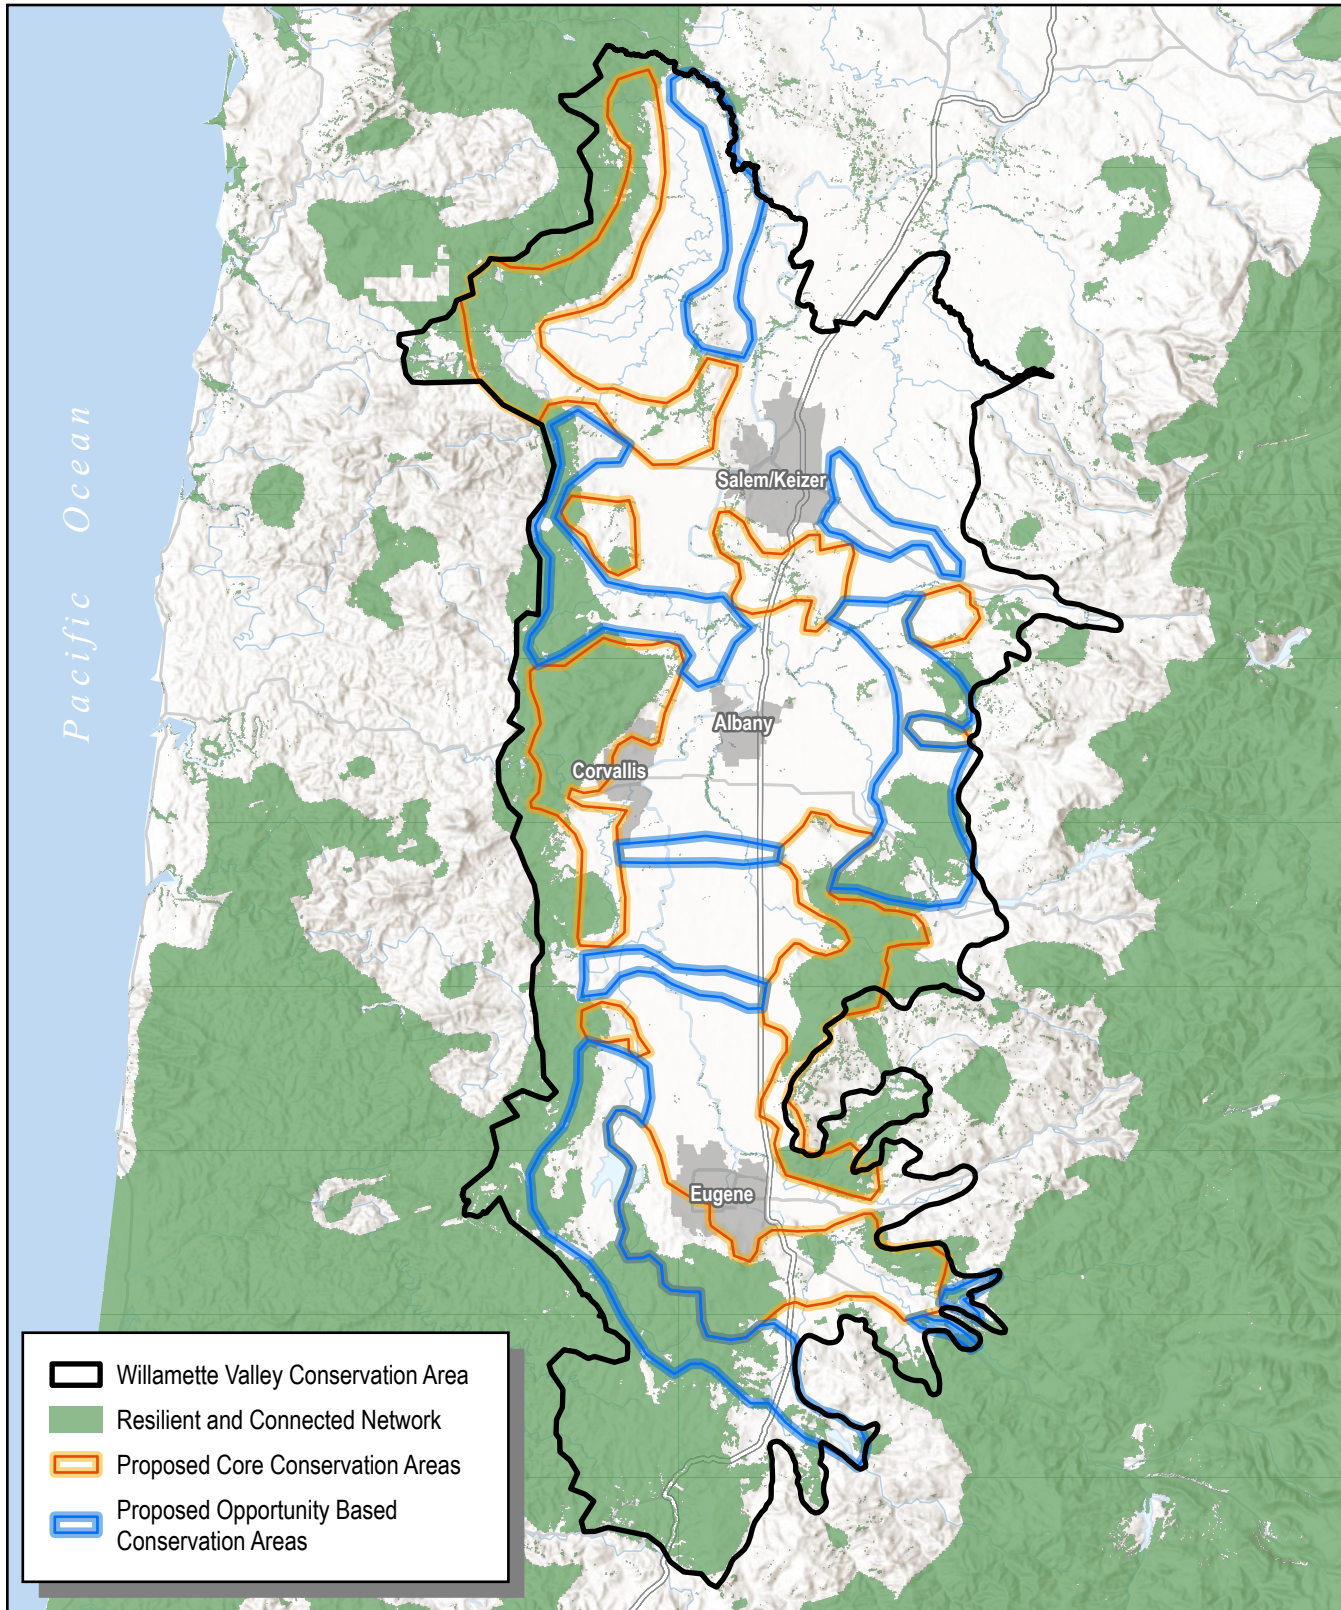 Pacific Ocean
Salem/Keizer
Albany
Corvallis
Eugene
Willamette Valley Conservation Area
Resilient and Connected Network
Proposed Core Conservation Areas
Proposed Opportunity Based
Conservation Areas